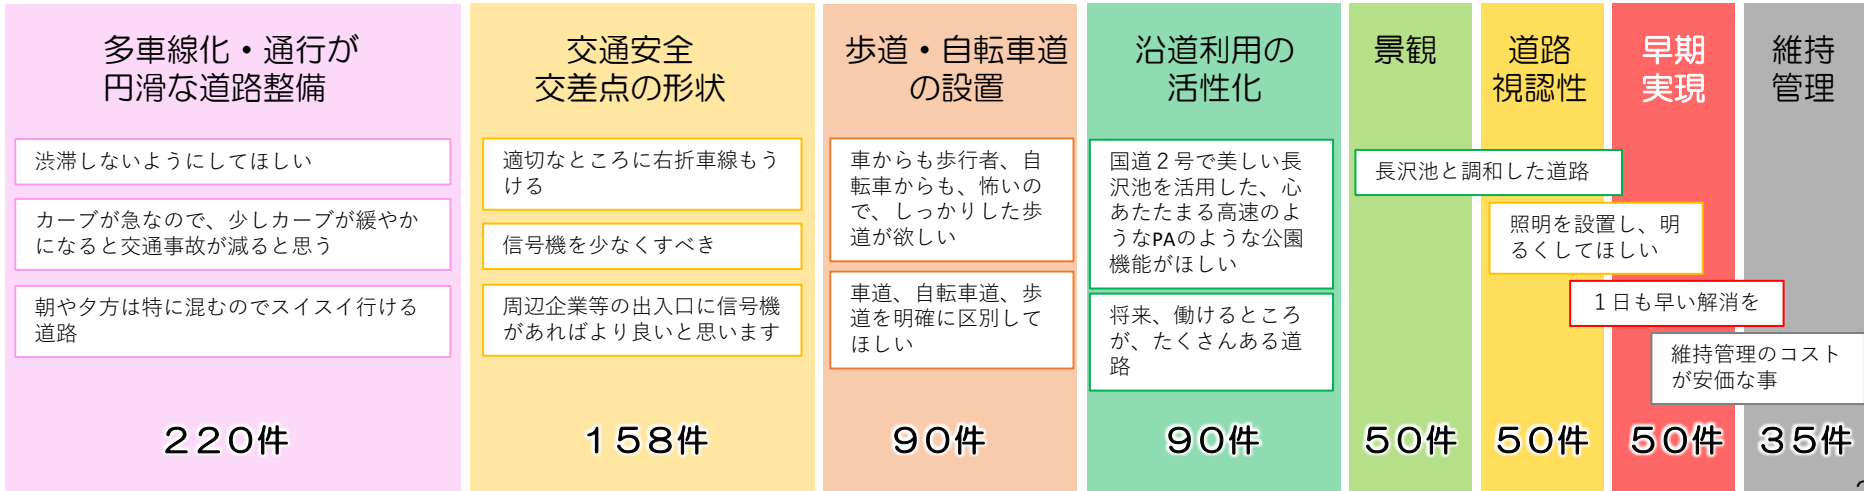 多車線化・通行が
円滑な道路整備
渋滞しないようにしてほしい
カーブが急なので、少しカーブが緩やか
になると交通事故が減ると思う
朝や夕方は特に混むのでスイスイ行ける
道路
２２０件
交通安全
交差点の形状
適切なところに右折車線もう
ける
信号機を少なくすべき
周辺企業等の出入口に信号機
があればより良いと思います
１５８件
歩道・自転車道
の設置
車からも歩行者、自
転車からも、怖いの
で、しっかりした歩
道が欲しい
車道、自転車道、歩
道を明確に区別して
ほしい
９０件
沿道利用の
活性化
国道２号で美しい長
沢池を活用した、心
あたたまる高速のよ
うなPAのような公園
機能がほしい
将来、働けるところ
が、たくさんある道
路
９０件
景観
長沢池と調和した道路
５０件
道路
視認性
照明を設置し、明
るくしてほしい
５０件
早期
実現
１日も早い解消を
５０件
維持
管理
維持管理のコスト
が安価な事
３５件